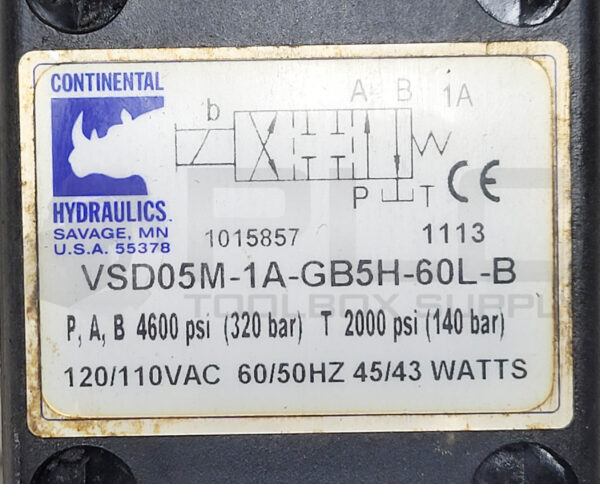 CONTINENTAL
HYDRAULICS™
SAVAGE, MN
U.S.A. 55378
b
A B 1A
P T CE
1015857 1113
VSD05M-1A-GB5H-60L-B
TOOLBOX SUPPLY
P, A, B 4600 psi (320 bar) T 2000 psi (140 bar)
120/110VAC 60/50HZ 45/43 WATTS